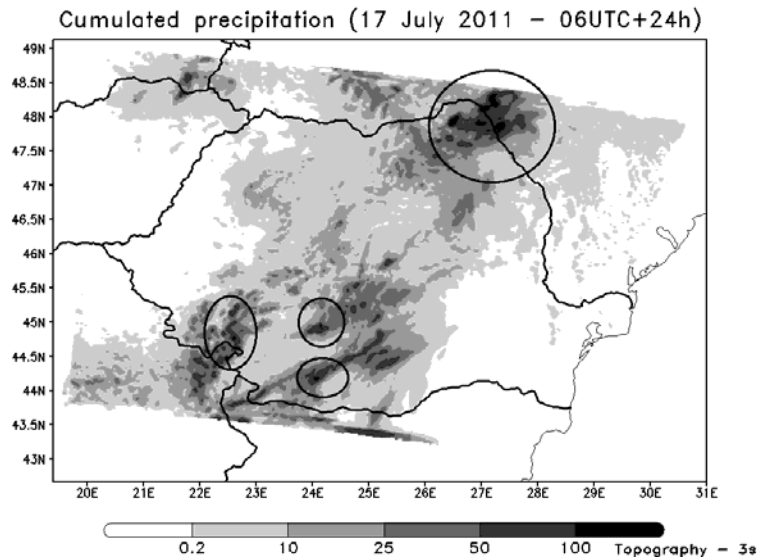 Cumulated precipitation (17 July 2011 – 06UTC+24h)
49N
48.5N
48N
47.5N
47N
46.5N
46N
45.5N
45N
44.5N
44N
43.5N
43N
20E 21E 22E 23E 24E 25E 26E 27E 28E 29E 30E 31E
0.2 10 25 50 100 Topography – 3s